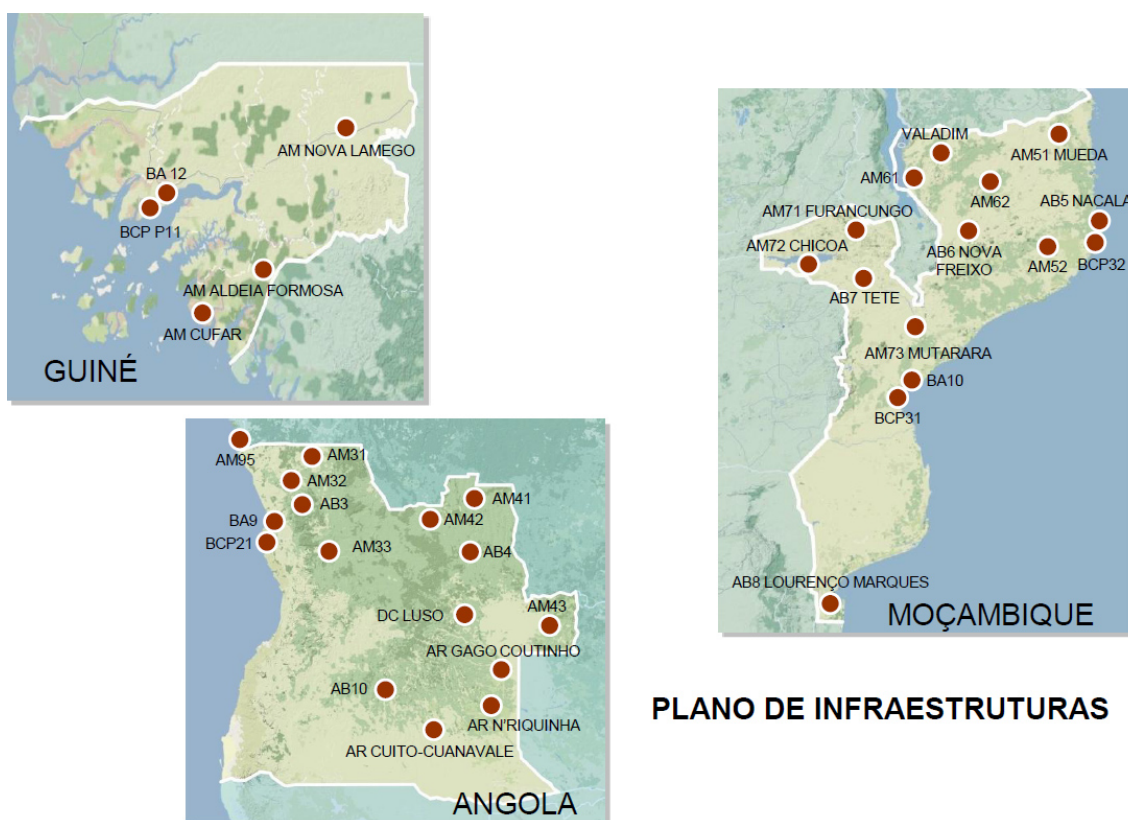 AM NOVA LAMEGO
BA 12
BCP P11
AM ALDEIA FORMOSA
AM CUFAR
GUINÉ
VALADIM
AM51 MUEDA
AM61
AM62
AB5 NACALA
AM71 FURANCUNGO
AM72 CHICOA
AB6 NOVA
FREIXO
AM52
BCP32
AB7 TETE
AM73 MUTARARA
BA10
BCP31
AB8 LOURENÇO MARQUES
MOÇAMBIQUE
AM95
AM31
AM32
AB3
AM41
AM42
BA9
BCP21
AM33
AB4
DC LUSO
AM43
AR GAGO COUTINHO
AB10
AR N'RIQUINHA
AR CUITO-CUANAVALE
ANGOLA
PLANO DE INFRAESTRUTURAS